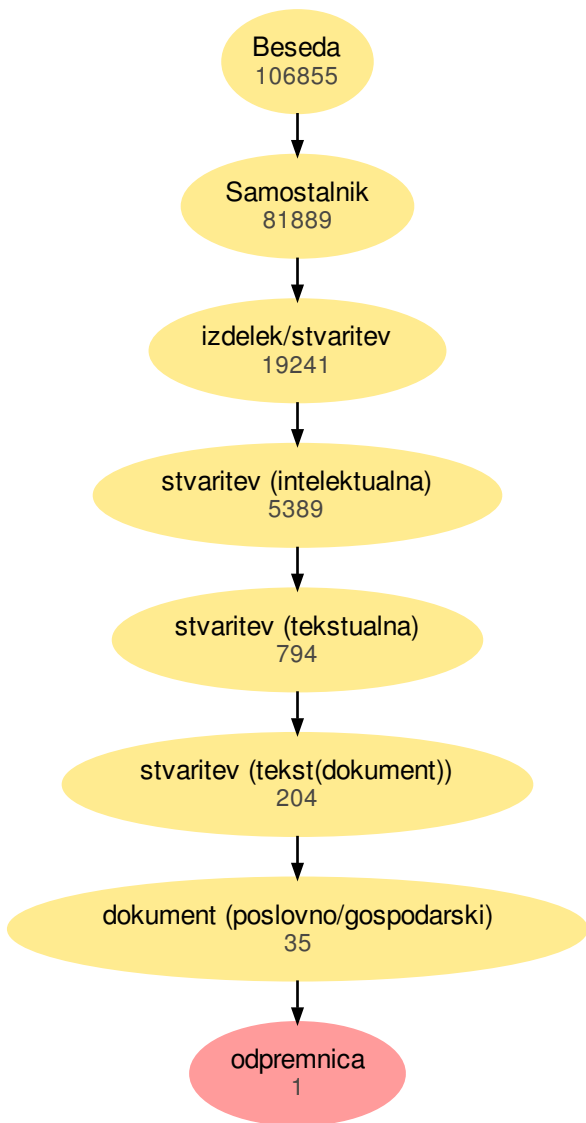 Beseda
106855
Samostalnik
81889
izdelek/stvaritev
19241
stvaritev (intelektualna)
5389
stvaritev (tekstualna)
794
stvaritev (tekst(dokument))
204
dokument (poslovno/gospodarski)
35
odpremnica
1